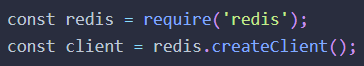 const redis = require('redis');
const client = redis.createClient();